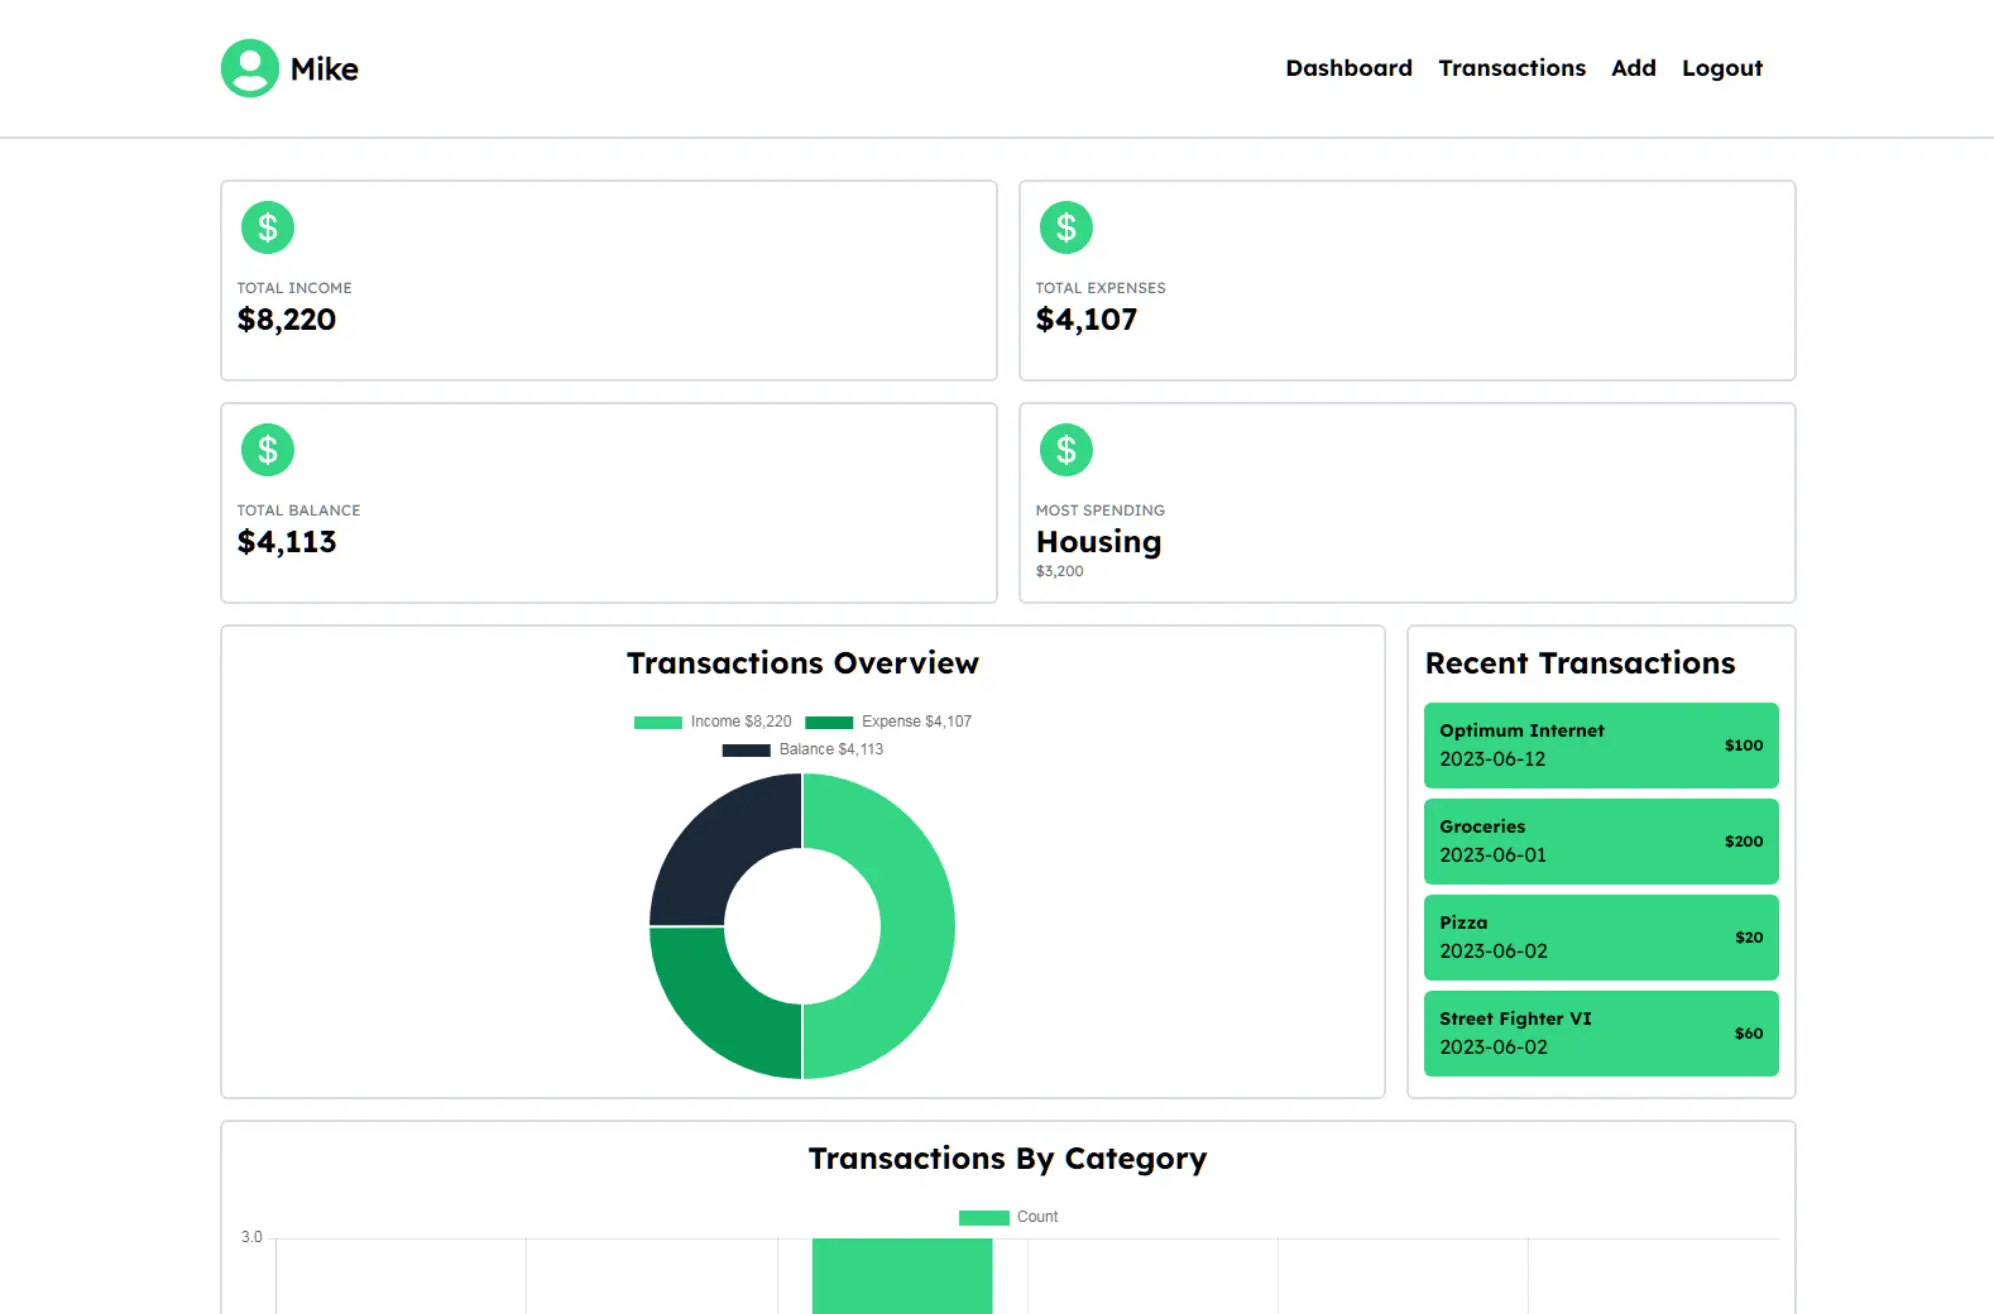 Mike
Dashboard Transactions Add Logout
$
TOTAL INCOME
$8,220
$
TOTAL EXPENSES
$4,107
$
TOTAL BALANCE
$4,113
$
MOST SPENDING
Housing
$3,200
Transactions Overview
Income $8,220 Expense $4,107
Balance $4,113
Recent Transactions
Optimum Internet
2023-06-12
$100
Groceries
2023-06-01
$200
Pizza
2023-06-02
$20
Street Fighter VI
2023-06-02
$60
Transactions By Category
Count
3.0